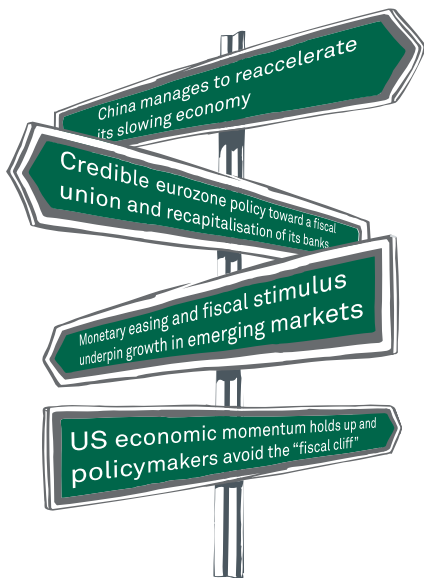 China manages to reaccelerate
its slowing economy
Credible eurozone policy toward a fiscal
union and recapitalisation of its banks
Monetary easing and fiscal stimulus
underpin growth in emerging markets
US economic momentum holds up and
policymakers avoid the “fiscal cliff”